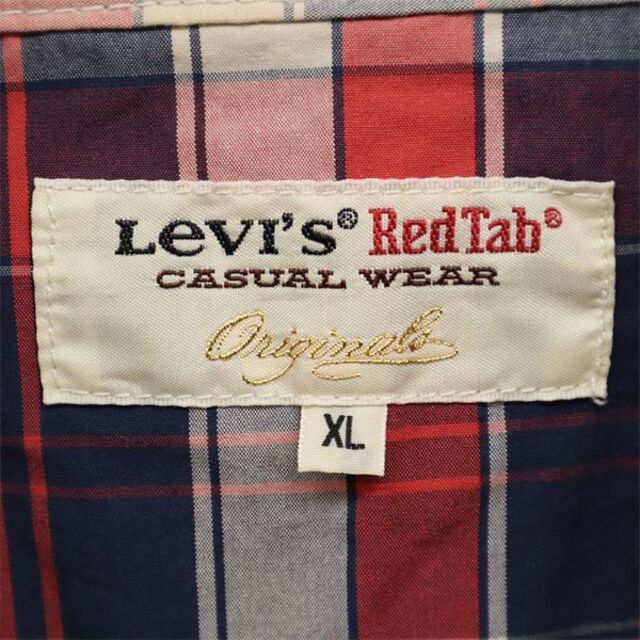 Levi's® RedTab®
CASUAL WEAR
Originals
XL